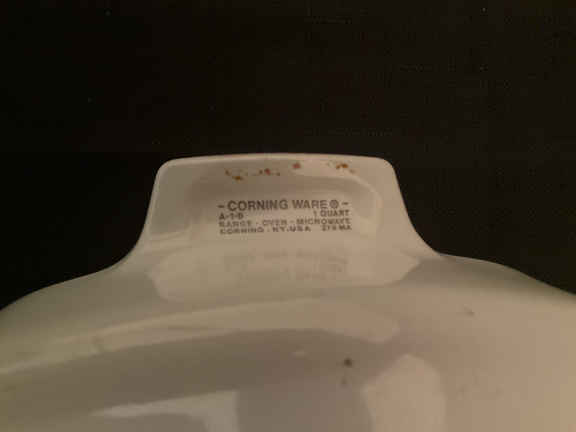 - CORNING WARE® -
A-1-B 1 QUART
RANGE - OVEN - MICROWAVE
CORNING - NY. USA